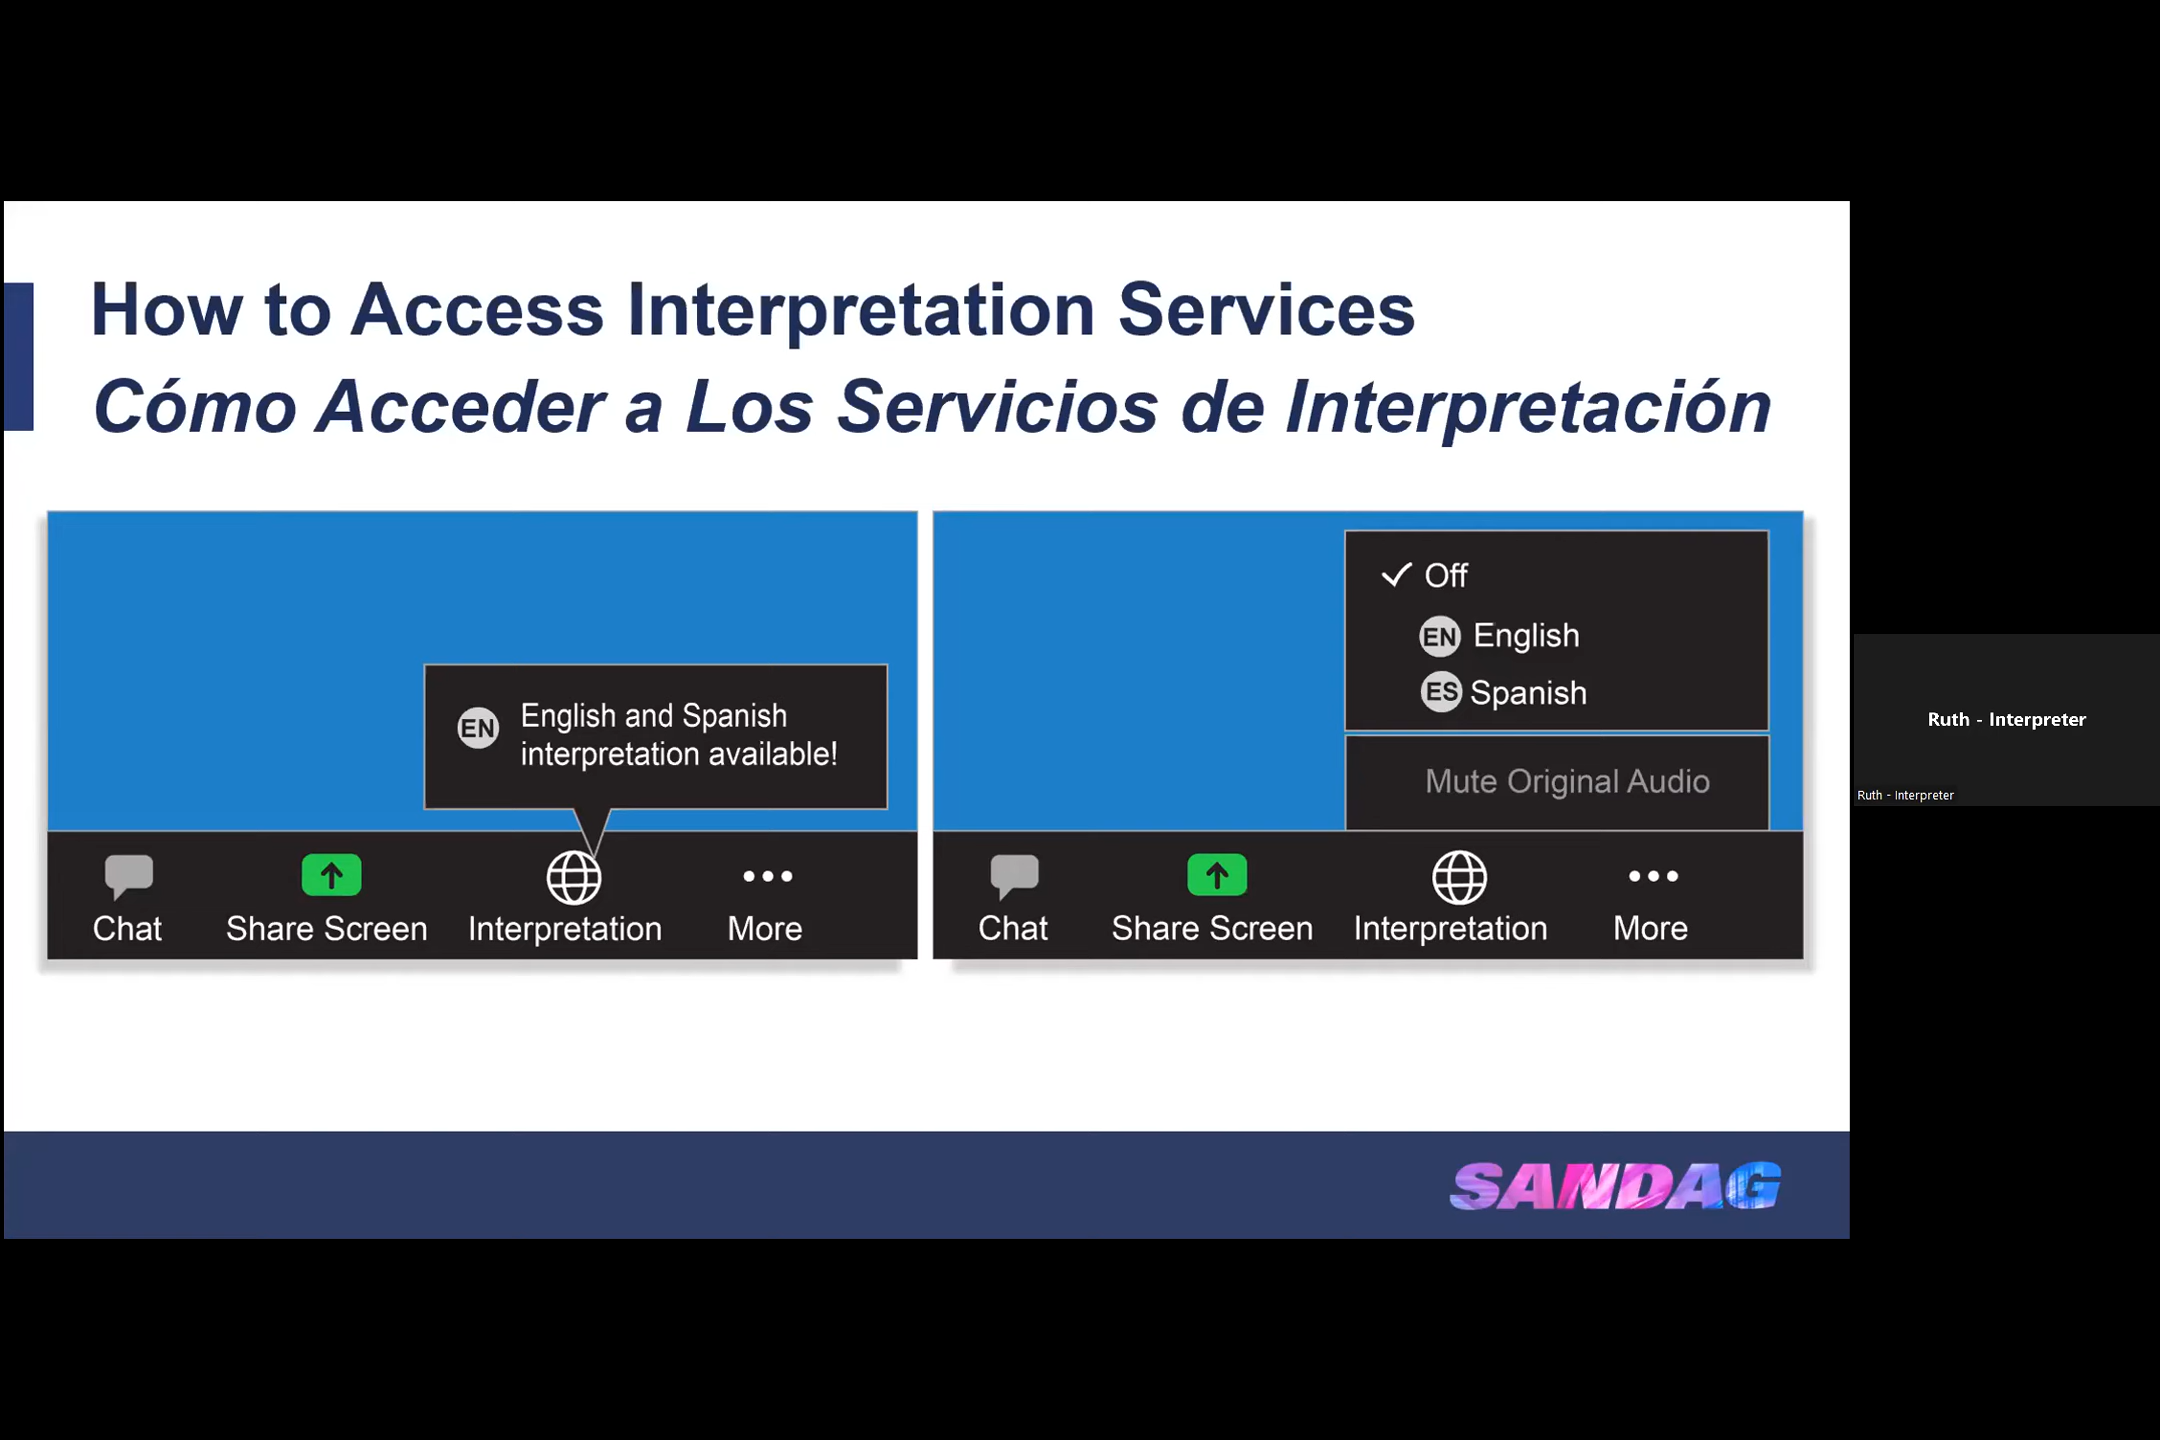 How to Access Interpretation Services
Cómo Acceder a Los Servicios de Interpretación
EN English and Spanish
interpretation available!
Chat Share Screen Interpretation More
✓ Off
EN English
ES Spanish
Mute Original Audio
Chat Share Screen Interpretation More
SANDAG
Ruth - Interpreter
Ruth - Interpreter